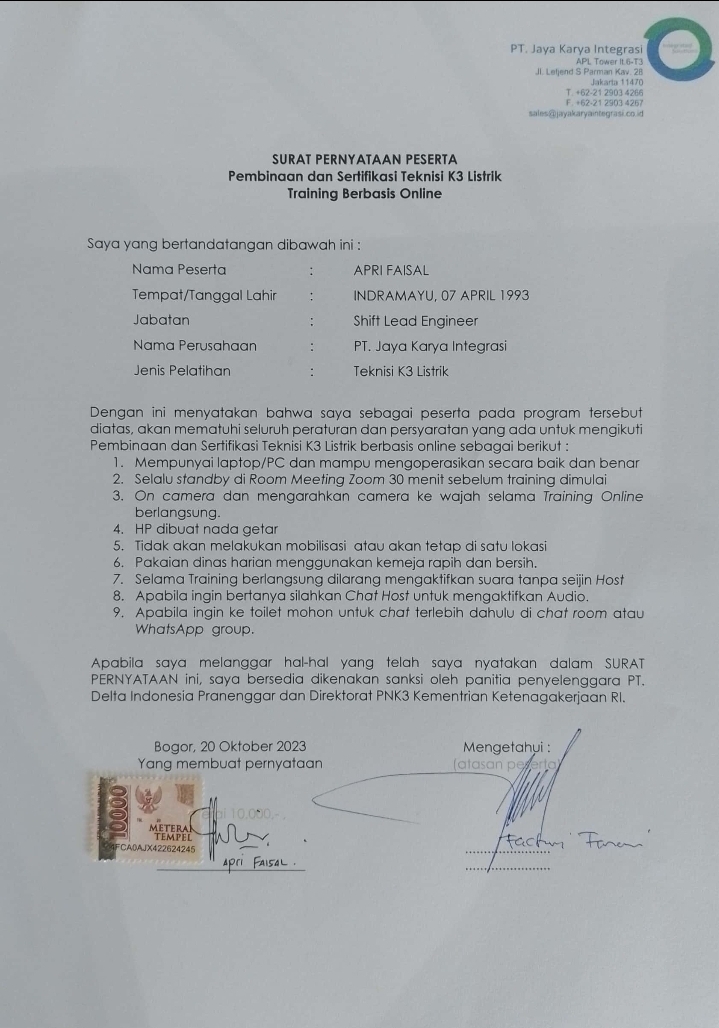 PT. Jaya Karya Integrasi
APL Tower lt.6-T3
Jl. Letjend S Parman Kav. 28
Jakarta 11470
T. +62-21 2903 4266
F. +62-21 2903 4267
sales@jayakaryaintegrasi.co.id
Integrated
Solutions
SURAT PERNYATAAN PESERTA
Pembinaan dan Sertifikasi Teknisi K3 Listrik
Training Berbasis Online
Saya yang bertandatangan dibawah ini :
Nama Peserta : APRI FAISAL
Tempat/Tanggal Lahir : INDRAMAYU, 07 APRIL 1993
Jabatan : Shift Lead Engineer
Nama Perusahaan : PT. Jaya Karya Integrasi
Jenis Pelatihan : Teknisi K3 Listrik
Dengan ini menyatakan bahwa saya sebagai peserta pada program tersebut
diatas, akan mematuhi seluruh peraturan dan persyaratan yang ada untuk mengikuti
Pembinaan dan Sertifikasi Teknisi K3 Listrik berbasis online sebagai berikut :
1. Mempunyai laptop/PC dan mampu mengoperasikan secara baik dan benar
2. Selalu standby di Room Meeting Zoom 30 menit sebelum training dimulai
3. On camera dan mengarahkan camera ke wajah selama Training Online
berlangsung.
4. HP dibuat nada getar
5. Tidak akan melakukan mobilisasi atau akan tetap di satu lokasi
6. Pakaian dinas harian menggunakan kemeja rapih dan bersih.
7. Selama Training berlangsung dilarang mengaktifkan suara tanpa seijin Host
8. Apabila ingin bertanya silahkan Chat Host untuk mengaktifkan Audio.
9. Apabila ingin ke toilet mohon untuk chat terlebih dahulu di chat room atau
WhatsApp group.
Apabila saya melanggar hal-hal yang telah saya nyatakan dalam SURAT
PERNYATAAN ini, saya bersedia dikenakan sanksi oleh panitia penyelenggara PT.
Delta Indonesia Pranenggar dan Direktorat PNK3 Kementrian Ketenagakerjaan RI.
Bogor, 20 Oktober 2023
Yang membuat pernyataan
Mengetahui :
(atasan peserta)
10000
METERAI
TEMPEL
FCA0AJX422624245
10.000,-
Apri FAISAL.